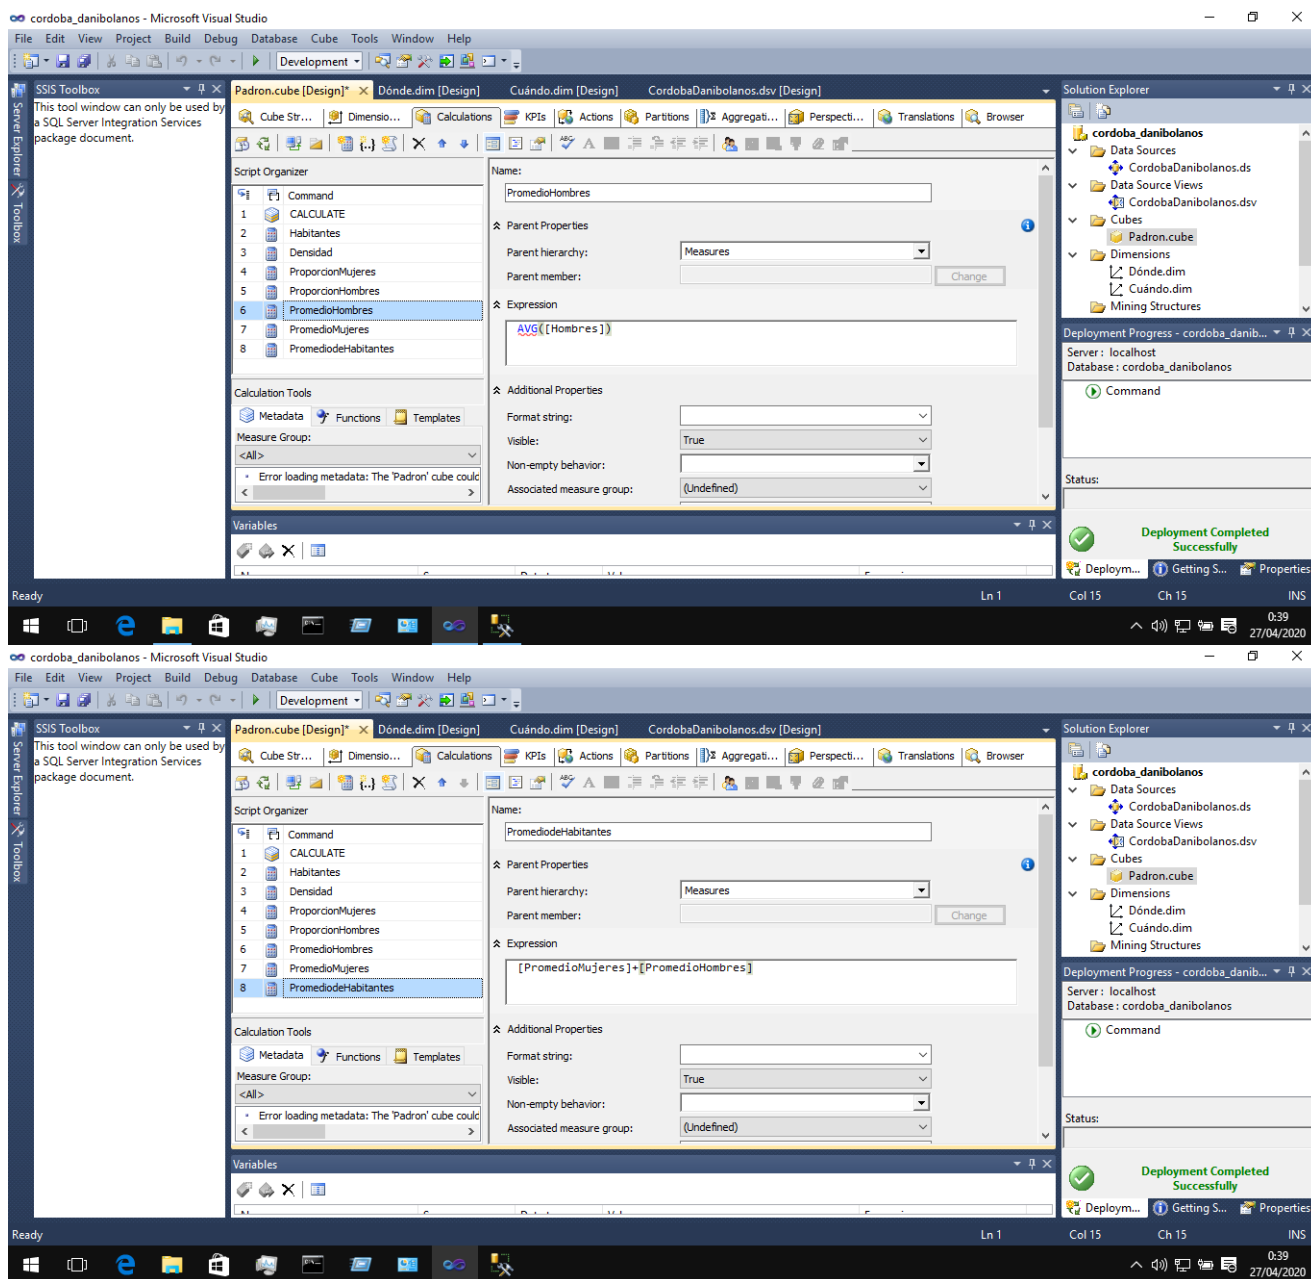 cordoba_danibolanos - Microsoft Visual Studio
File Edit View Project Build Debug Database Cube Tools Window Help
Development
SSIS Toolbox
This tool window can only be used by
a SQL Server Integration Services
package document.
Server Explorer
Toolbox
Padron.cube [Design]* Dónde.dim [Design] Cuándo.dim [Design] CordobaDanibolanos.dsv [Design]
Cube Str... Dimensio... Calculations KPIs Actions Partitions Aggregati... Perspecti... Translations Browser
Script Organizer
Command
1 CALCULATE
2 Habitantes
3 Densidad
4 ProporcionMujeres
5 ProporcionHombres
6 PromedioHombres
7 PromedioMujeres
8 PromediodeHabitantes
Calculation Tools
Metadata Functions Templates
Measure Group:
<All>
Error loading metadata: The 'Padron' cube could
Name:
PromedioHombres
Parent Properties
Parent hierarchy: Measures
Parent member: Change
Expression
AVG([Hombres])
Additional Properties
Format string:
Visible: True
Non-empty behavior:
Associated measure group: (Undefined)
Variables
Solution Explorer
cordoba_danibolanos
Data Sources
CordobaDanibolanos.ds
Data Source Views
CordobaDanibolanos.dsv
Cubes
Padron.cube
Dimensions
Dónde.dim
Cuándo.dim
Mining Structures
Deployment Progress - cordoba_danib...
Server : localhost
Database : cordoba_danibolanos
Command
Status:
Deployment Completed
Successfully
Deploym... Getting S... Properties
Ready Ln 1 Col 15 Ch 15 INS
0:39
27/04/2020
cordoba_danibolanos - Microsoft Visual Studio
File Edit View Project Build Debug Database Cube Tools Window Help
Development
SSIS Toolbox
This tool window can only be used by
a SQL Server Integration Services
package document.
Server Explorer
Toolbox
Padron.cube [Design]* Dónde.dim [Design] Cuándo.dim [Design] CordobaDanibolanos.dsv [Design]
Cube Str... Dimensio... Calculations KPIs Actions Partitions Aggregati... Perspecti... Translations Browser
Script Organizer
Command
1 CALCULATE
2 Habitantes
3 Densidad
4 ProporcionMujeres
5 ProporcionHombres
6 PromedioHombres
7 PromedioMujeres
8 PromediodeHabitantes
Calculation Tools
Metadata Functions Templates
Measure Group:
<All>
Error loading metadata: The 'Padron' cube could
Name:
PromediodeHabitantes
Parent Properties
Parent hierarchy: Measures
Parent member: Change
Expression
[PromedioMujeres]+[PromedioHombres]
Additional Properties
Format string:
Visible: True
Non-empty behavior:
Associated measure group: (Undefined)
Variables
Solution Explorer
cordoba_danibolanos
Data Sources
CordobaDanibolanos.ds
Data Source Views
CordobaDanibolanos.dsv
Cubes
Padron.cube
Dimensions
Dónde.dim
Cuándo.dim
Mining Structures
Deployment Progress - cordoba_danib...
Server : localhost
Database : cordoba_danibolanos
Command
Status:
Deployment Completed
Successfully
Deploym... Getting S... Properties
Ready Ln 1 Col 15 Ch 15 INS
0:39
27/04/2020